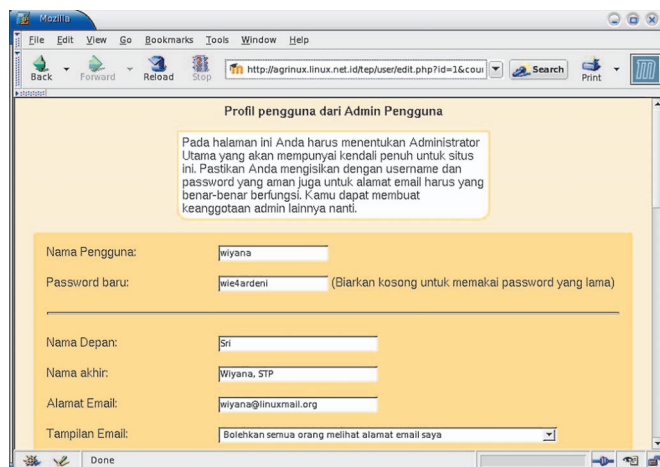 Mozilla
File Edit View Go Bookmarks Tools Window Help
Back Forward Reload Stop http://agrinux.linux.net.id/tep/user/edit.php?id=1&cour Search Print
Profil pengguna dari Admin Pengguna
Pada halaman ini Anda harus menentukan Administrator
Utama yang akan mempunyai kendali penuh untuk situs
ini. Pastikan Anda mengisikan dengan username dan
password yang aman juga untuk alamat email harus yang
benar-benar berfungsi. Kamu dapat membuat
keanggotaan admin lainnya nanti.
Nama Pengguna: wiyana
Password baru: wie4ardeni (Biarkan kosong untuk memakai password yang lama)
Nama Depan: Sri
Nama akhir: Wiyana, STP
Alamat Email: wiyana@linuxmail.org
Tampilan Email: Bolehkan semua orang melihat alamat email saya
Done